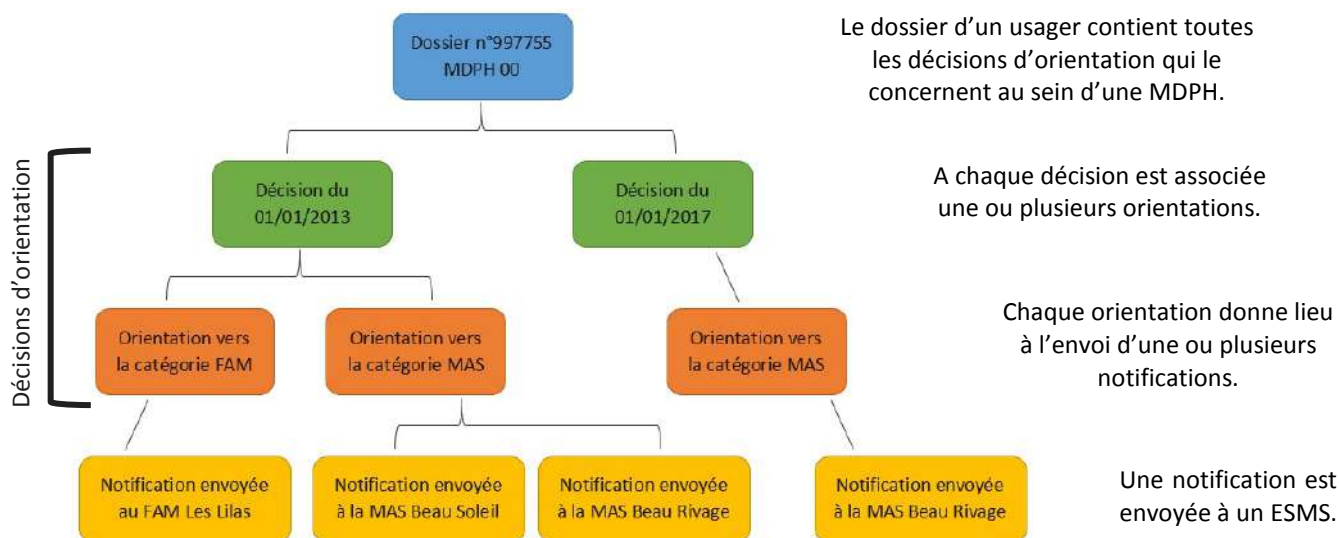 Dossier n°997755
MDPH 00
Le dossier d’un usager contient toutes
les décisions d’orientation qui le
concernent au sein d’une MDPH.
Décisions d’orientation
Décision du
01/01/2013
Décision du
01/01/2017
A chaque décision est associée
une ou plusieurs orientations.
Orientation vers
la catégorie FAM
Orientation vers
la catégorie MAS
Orientation vers
la catégorie MAS
Chaque orientation donne lieu
à l’envoi d’une ou plusieurs
notifications.
Notification envoyée
au FAM Les Lilas
Notification envoyée
à la MAS Beau Soleil
Notification envoyée
à la MAS Beau Rivage
Notification envoyée
à la MAS Beau Rivage
Une notification est
envoyée à un ESMS.